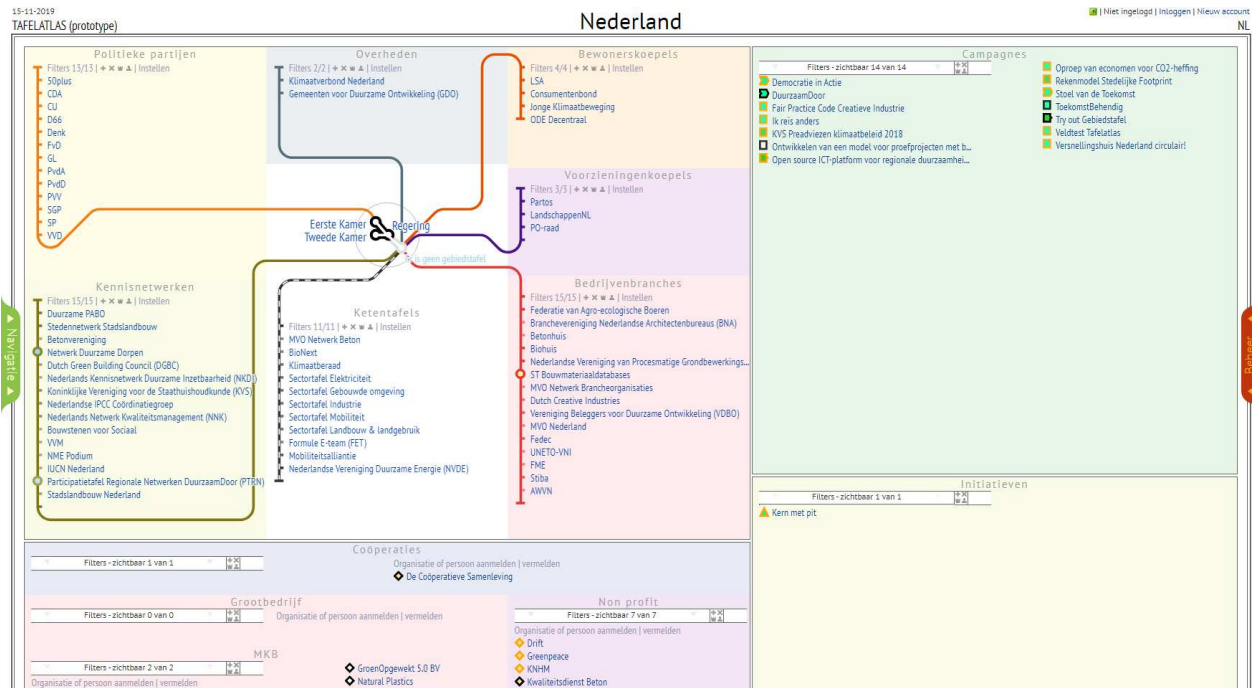 15-11-2019
TAFELATLAS (prototype)
Nederland
| Niet ingelogd | Inloggen | Nieuw account
NL
Politieke partijen
Filters 13/13 | Instellen
50plus
CDA
CU
D66
Denk
FvD
GL
PvdA
PvdD
PVV
SGP
SP
VVD
Overheden
Filters 2/2 | Instellen
Klimaatverbond Nederland
Gemeenten voor Duurzame Ontwikkeling (GDO)
Bewonerskoepels
Filters 4/4 | Instellen
LSA
Consumentenbond
Jonge Klimaatbeweging
ODE Decentraal
Voorzieningenkoepels
Filters 3/3 | Instellen
Partos
LandschappenNL
PO-raad
Eerste Kamer
Tweede Kamer
Regering
is geen gebiedstafel
Kennisnetwerken
Filters 15/15 | Instellen
Duurzame PABO
Stedennetwerk Stadslandbouw
Betonvereniging
Netwerk Duurzame Dorpen
Dutch Green Building Council (DGBC)
Nederlands Kennisnetwerk Duurzame Inzetbaarheid (NKDI)
Koninklijke Vereniging voor de Staathuishoudkunde (KVS)
Nederlandse IPCC Coördinatiegroep
Nederlands Netwerk Kwaliteitsmanagement (NNK)
Bouwstenen voor Sociaal
VVM
NME Podium
IUCN Nederland
Participatietafel Regionale Netwerken DuurzaamDoor (PTRN)
Stadslandbouw Nederland
Ketentafels
Filters 11/11 | Instellen
MVO Netwerk Beton
BioNext
Klimaatberaad
Sectortafel Elektriciteit
Sectortafel Gebouwde omgeving
Sectortafel Industrie
Sectortafel Mobiliteit
Sectortafel Landbouw & landgebruik
Formule E-team (FET)
Mobiliteitsalliantie
Nederlandse Vereniging Duurzame Energie (NVDE)
Bedrijvenbranches
Filters 15/15 | Instellen
Federatie van Agro-ecologische Boeren
Branchevereniging Nederlandse Architectenbureaus (BNA)
Betonhuis
Biohuis
Nederlandse Vereniging van Procesmatige Grondbewerkings...
ST Bouwmateriaaldatabases
MVO Netwerk Brancheorganisaties
Dutch Creative Industries
Vereniging Beleggers voor Duurzame Ontwikkeling (VDBO)
MVO Nederland
Fedec
UNETO-VNI
FME
Stiba
AWVN
Campagnes
Filters - zichtbaar 14 van 14
Democratie in Actie
DuurzaamDoor
Fair Practice Code Creatieve Industrie
Ik reis anders
KVS Preadviezen klimaatbeleid 2018
Ontwikkelen van een model voor proefprojecten met b...
Open source ICT-platform voor regionale duurzaamhei...
Oproep van economen voor CO2-heffing
Rekenmodel Stedelijke Footprint
Stoel van de Toekomst
ToekomstBehendig
Try out Gebiedstafel
Veldtest Tafelatlas
Versnellingshuis Nederland circulair!
Initiatieven
Filters - zichtbaar 1 van 1
Kern met pit
Navigatie
Beheer
Coöperaties
Filters - zichtbaar 1 van 1
Organisatie of persoon aanmelden | vermelden
De Coöperatieve Samenleving
Grootbedrijf
Filters - zichtbaar 0 van 0
Organisatie of persoon aanmelden | vermelden
MKB
Filters - zichtbaar 2 van 2
Organisatie of persoon aanmelden | vermelden
GroenOpgewekt 5.0 BV
Natural Plastics
Non profit
Filters - zichtbaar 7 van 7
Organisatie of persoon aanmelden | vermelden
Drift
Greenpeace
KNHM
Kwaliteitsdienst Beton